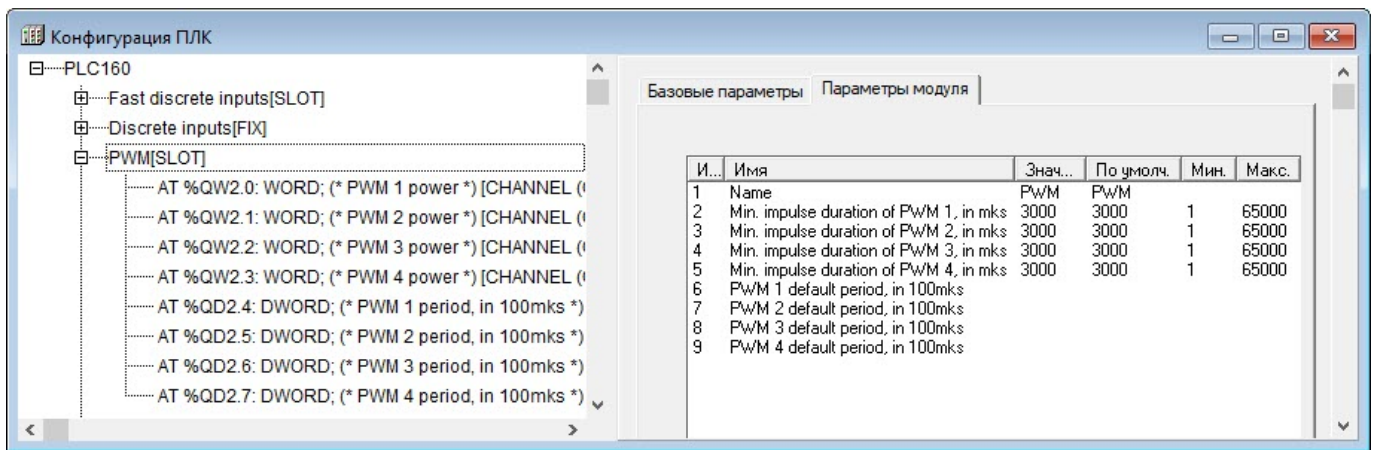 Конфигурация ПЛК
PLC160
Fast discrete inputs[SLOT]
Discrete inputs[FIX]
PWM[SLOT]
AT %QW2.0: WORD; (* PWM 1 power *) [CHANNEL (
AT %QW2.1: WORD; (* PWM 2 power *) [CHANNEL (
AT %QW2.2: WORD; (* PWM 3 power *) [CHANNEL (
AT %QW2.3: WORD; (* PWM 4 power *) [CHANNEL (
AT %QD2.4: DWORD; (* PWM 1 period, in 100mks *)
AT %QD2.5: DWORD; (* PWM 2 period, in 100mks *)
AT %QD2.6: DWORD; (* PWM 3 period, in 100mks *)
AT %QD2.7: DWORD; (* PWM 4 period, in 100mks *)
Базовые параметры Параметры модуля
И... Имя Знач... По умолч. Мин. Макс.
1 Name PWM PWM
2 Min. impulse duration of PWM 1, in mks 3000 3000 1 65000
3 Min. impulse duration of PWM 2, in mks 3000 3000 1 65000
4 Min. impulse duration of PWM 3, in mks 3000 3000 1 65000
5 Min. impulse duration of PWM 4, in mks 3000 3000 1 65000
6 PWM 1 default period, in 100mks
7 PWM 2 default period, in 100mks
8 PWM 3 default period, in 100mks
9 PWM 4 default period, in 100mks